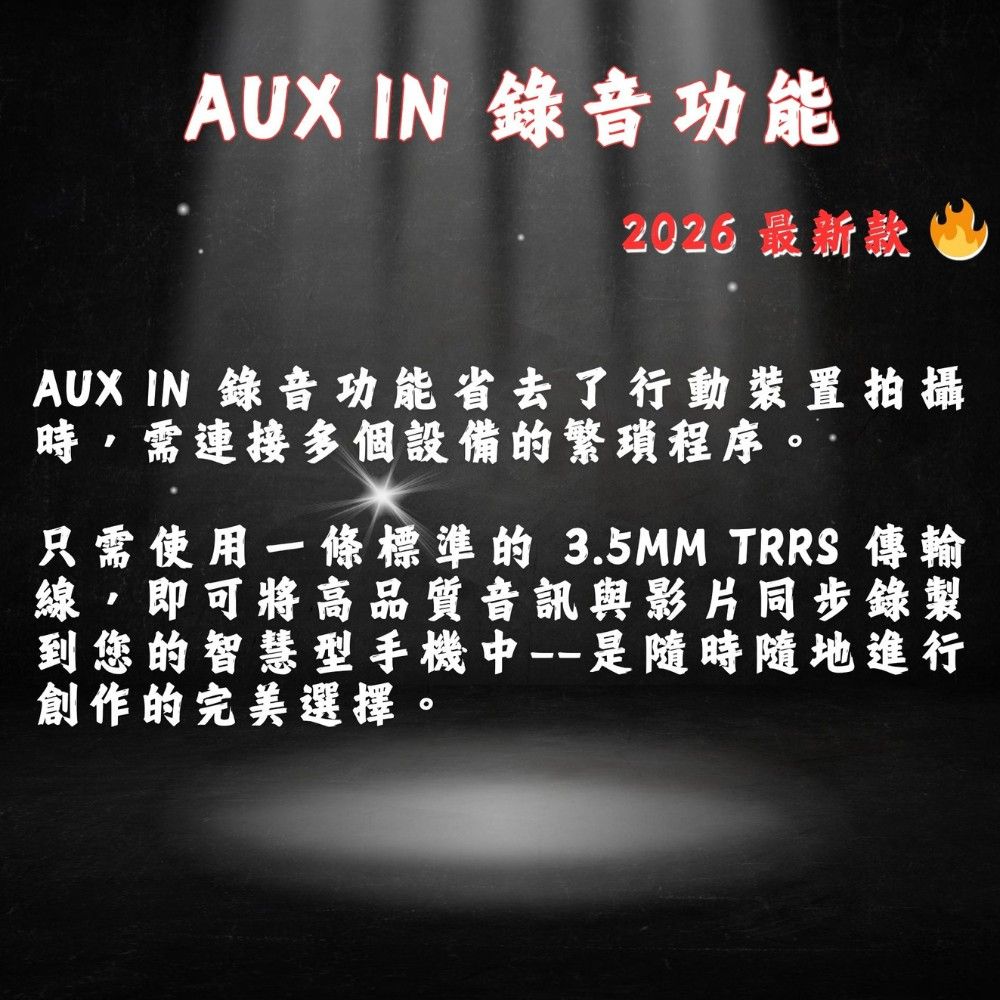 AUX IN 錄音功能
2026 最新款🔥
AUX IN 錄音功能省去了行動裝置拍攝
時，需連接多個設備的繁瑣程序。
只需使用一條標準的 3.5MM TRRS 傳輸
線，即可將高品質音訊與影片同步錄製
到您的智慧型手機中--是隨時隨地進行
創作的完美選擇。